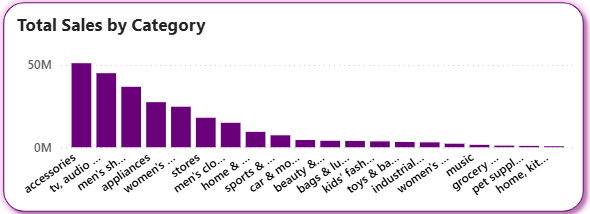 Total Sales by Category
50M
0M
accessories
tv, audio ...
men's sh...
appliances
women's ...
stores
men's clo...
home & ...
sports & ...
car & mo...
beauty & ...
bags & lu...
kids' fash...
toys & ba...
industrial...
women's ...
music
grocery ...
pet suppl...
home, kit...